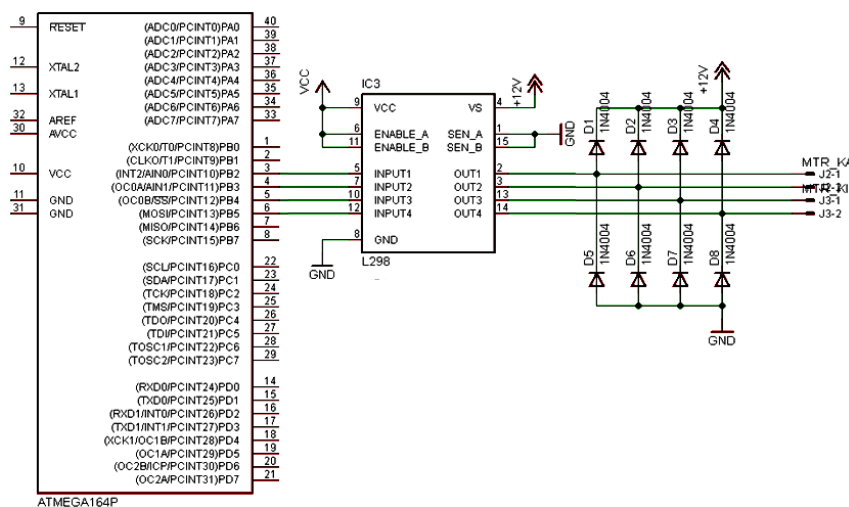 9 RESET (ADC0/PCINT0)PA0 40
(ADC1/PCINT1)PA1 39
(ADC2/PCINT2)PA2 38
12 XTAL2 (ADC3/PCINT3)PA3 37
(ADC4/PCINT4)PA4 36
13 XTAL1 (ADC5/PCINT5)PA5 35
(ADC6/PCINT6)PA6 34
32 AREF (ADC7/PCINT7)PA7 33
30 AVCC
(XCK0/T0/PCINT8)PB0 1
(CLKO/T1/PCINT9)PB1 2
10 VCC (INT2/AIN0/PCINT10)PB2 3
(OC0A/AIN1/PCINT11)PB3 4
11 GND (OC0B/SS/PCINT12)PB4 5
31 GND (MOSI/PCINT13)PB5 6
(MISO/PCINT14)PB6 7
(SCK/PCINT15)PB7 8
(SCL/PCINT16)PC0 22
(SDA/PCINT17)PC1 23
(TCK/PCINT18)PC2 24
(TMS/PCINT19)PC3 25
(TDO/PCINT20)PC4 26
(TDI/PCINT21)PC5 27
(TOSC1/PCINT22)PC6 28
(TOSC2/PCINT23)PC7 29
(RXD0/PCINT24)PD0 14
(TXD0/PCINT25)PD1 15
(RXD1/INT0/PCINT26)PD2 16
(TXD1/INT1/PCINT27)PD3 17
(XCK1/OC1B/PCINT28)PD4 18
(OC1A/PCINT29)PD5 19
(OC2B/ICP/PCINT30)PD6 20
(OC2A/PCINT31)PD7 21
ATMEGA164P
VCC
IC3
+12V
9 VCC VS 4
6 ENABLE_A SEN_A 1
11 ENABLE_B SEN_B 15
GND
5 INPUT1 OUT1 2
7 INPUT2 OUT2 3
10 INPUT3 OUT3 13
12 INPUT4 OUT4 14
8 GND
GND
L298
+12V
D1 1N4004
D2 1N4004
D3 1N4004
D4 1N4004
MTR_KA
J2-1
J3-1
J3-2
D5 1N4004
D6 1N4004
D7 1N4004
D8 1N4004
GND